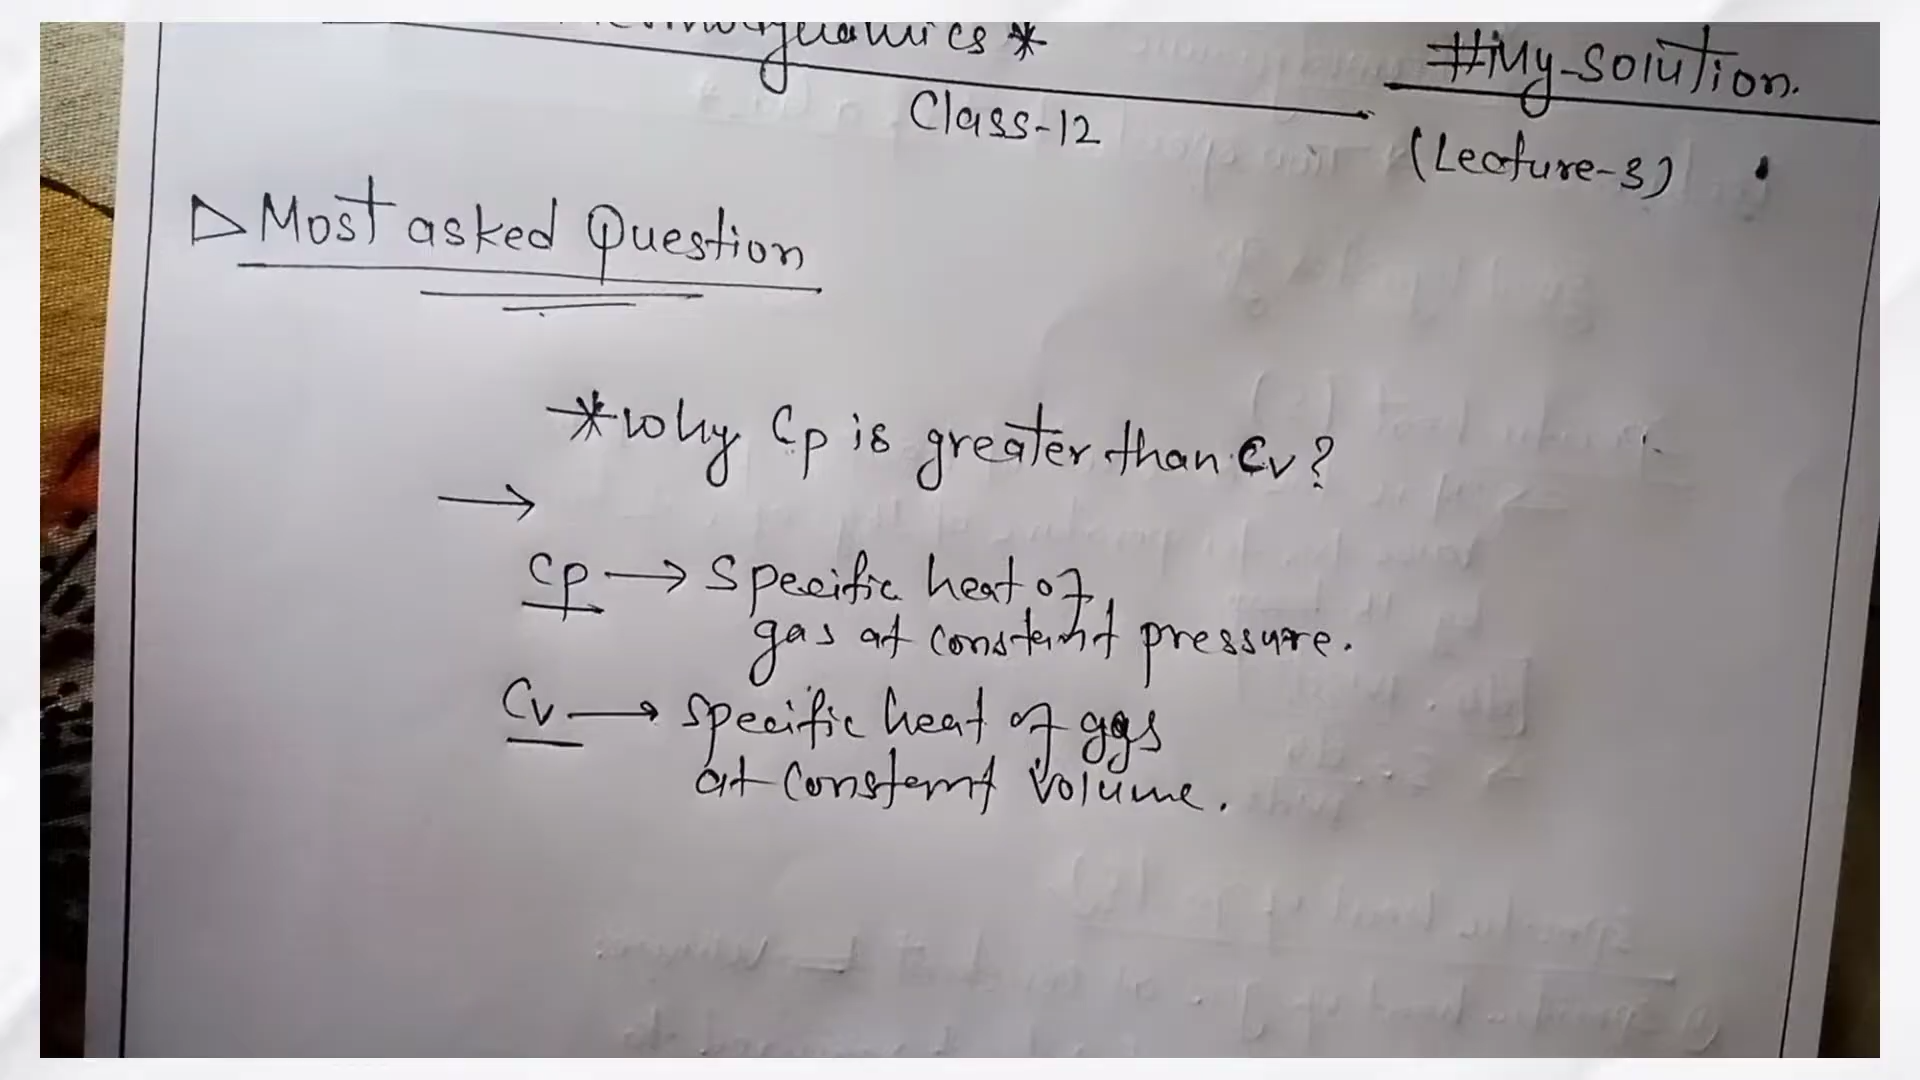 #My-Solution.
Class-12
(Lecture-3)
Most asked Question
*why Cp is greater than Cv?
→
Cp → Specific heat of
gas at constant pressure.
Cv → Specific heat of gas
at constant volume.